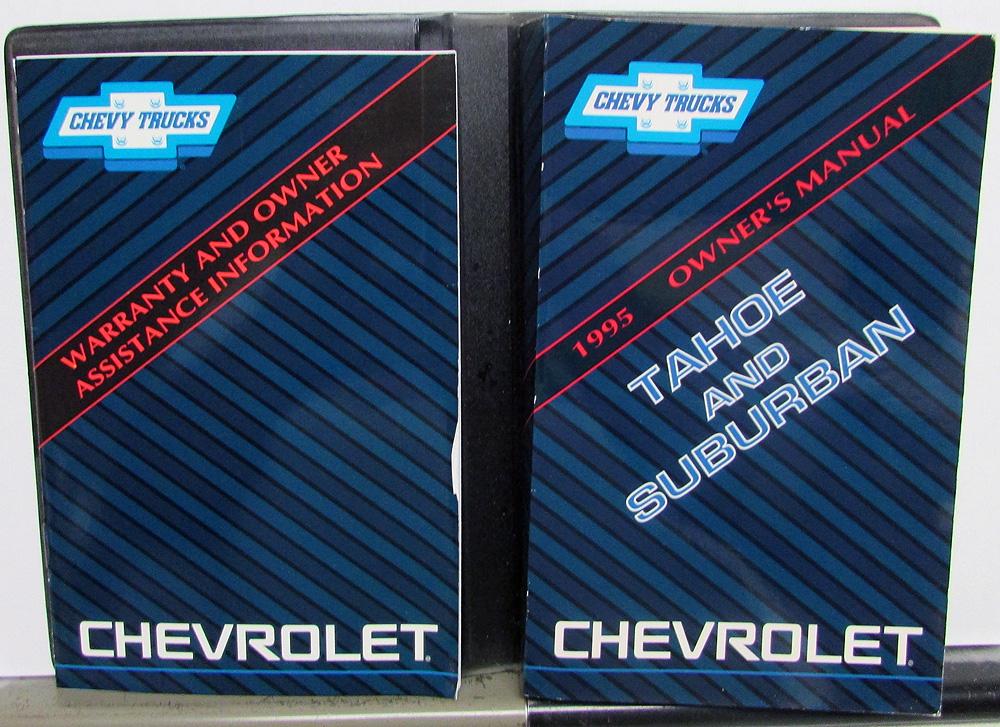 CHEVY TRUCKS
WARRANTY AND OWNER
ASSISTANCE INFORMATION
CHEVROLET
CHEVY TRUCKS
1995 OWNER'S MANUAL
TAHOE
AND
SUBURBAN
CHEVROLET